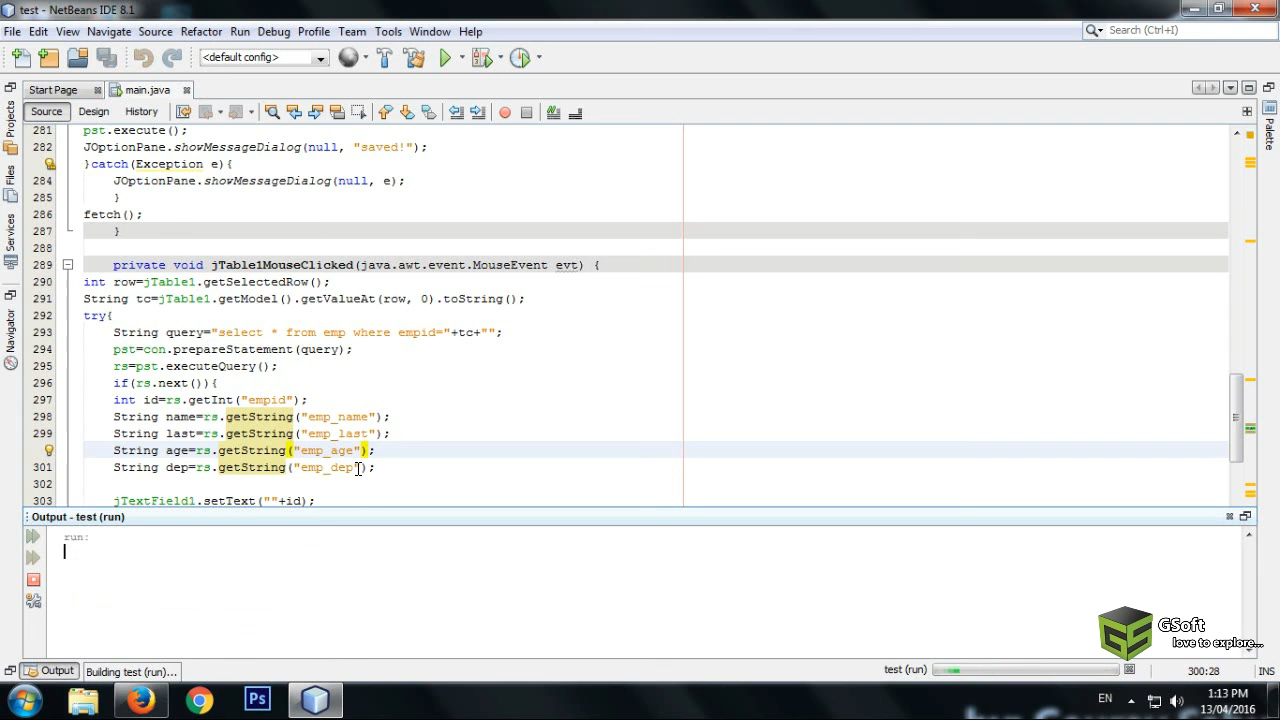 test - NetBeans IDE 8.1
File Edit View Navigate Source Refactor Run Debug Profile Team Tools Window Help
Search (Ctrl+I)
<default config>
Start Page main.java
Source Design History
Projects
Files
Services
Navigator
Palette
281 pst.execute();
282 JOptionPane.showMessageDialog(null, "saved!");
}catch(Exception e){
284 JOptionPane.showMessageDialog(null, e);
285 }
286 fetch();
287 }
288
289 private void jTable1MouseClicked(java.awt.event.MouseEvent evt) {
290 int row=jTable1.getSelectedRow();
291 String tc=jTable1.getModel().getValueAt(row, 0).toString();
292 try{
293 String query="select * from emp where empid="+tc+"";
294 pst=con.prepareStatement(query);
295 rs=pst.executeQuery();
296 if(rs.next()){
297 int id=rs.getInt("empid");
298 String name=rs.getString("emp_name");
299 String last=rs.getString("emp_last");
String age=rs.getString("emp_age");
301 String dep=rs.getString("emp_dep");
302
303 jTextField1.setText(""+id);
Output - test (run)
run:
GSoft
love to explore...
Output Building test (run)...
test (run)
300:28 INS
Ps
EN
1:13 PM
13/04/2016